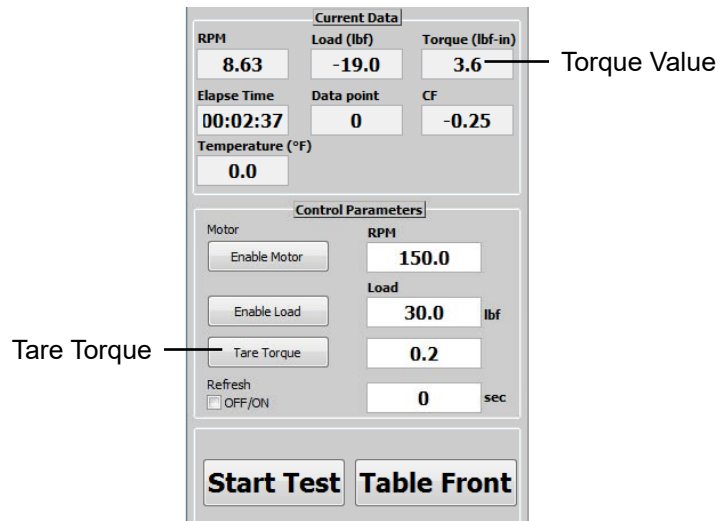 Current Data
RPM Load (lbf) Torque (lbf-in)
8.63 -19.0 3.6 Torque Value
Elapse Time Data point CF
00:02:37 0 -0.25
Temperature (°F)
0.0
Control Parameters
Motor RPM
Enable Motor 150.0
Load
Enable Load 30.0 lbf
Tare Torque Tare Torque 0.2
Refresh
OFF/ON 0 sec
Start Test Table Front